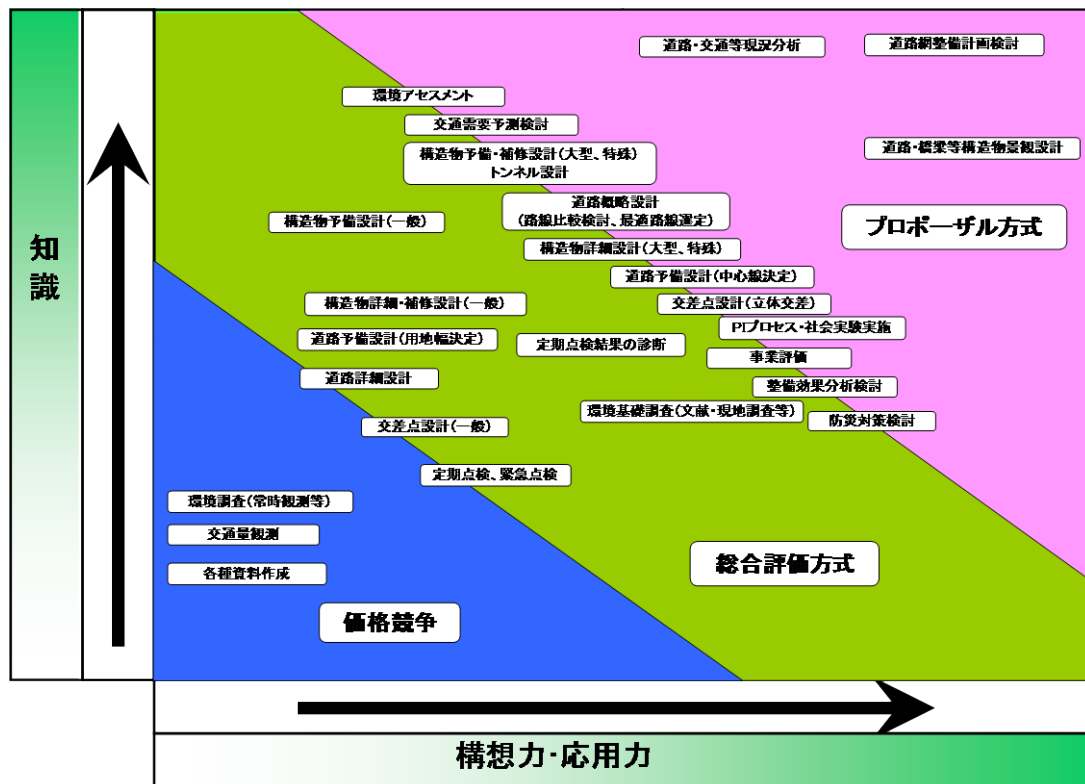 道路・交通等現況分析
道路網整備計画検討
環境アセスメント
交通需要予測検討
構造物予備・補修設計(大型、特殊)
トンネル設計
道路・橋梁等構造物景観設計
道路概略設計
(路線比較検討、最適路線選定)
構造物予備設計(一般)
プロポーザル方式
構造物詳細設計(大型、特殊)
知
識
道路予備設計(中心線決定)
構造物詳細・補修設計(一般)
交差点設計(立体交差)
PIプロセス・社会実験実施
道路予備設計(用地幅決定)
定期点検結果の診断
事業評価
道路詳細設計
整備効果分析検討
環境基礎調査(文献・現地調査等)
防災対策検討
交差点設計(一般)
定期点検、緊急点検
環境調査(常時観測等)
交通量観測
総合評価方式
各種資料作成
価格競争
構想力・応用力